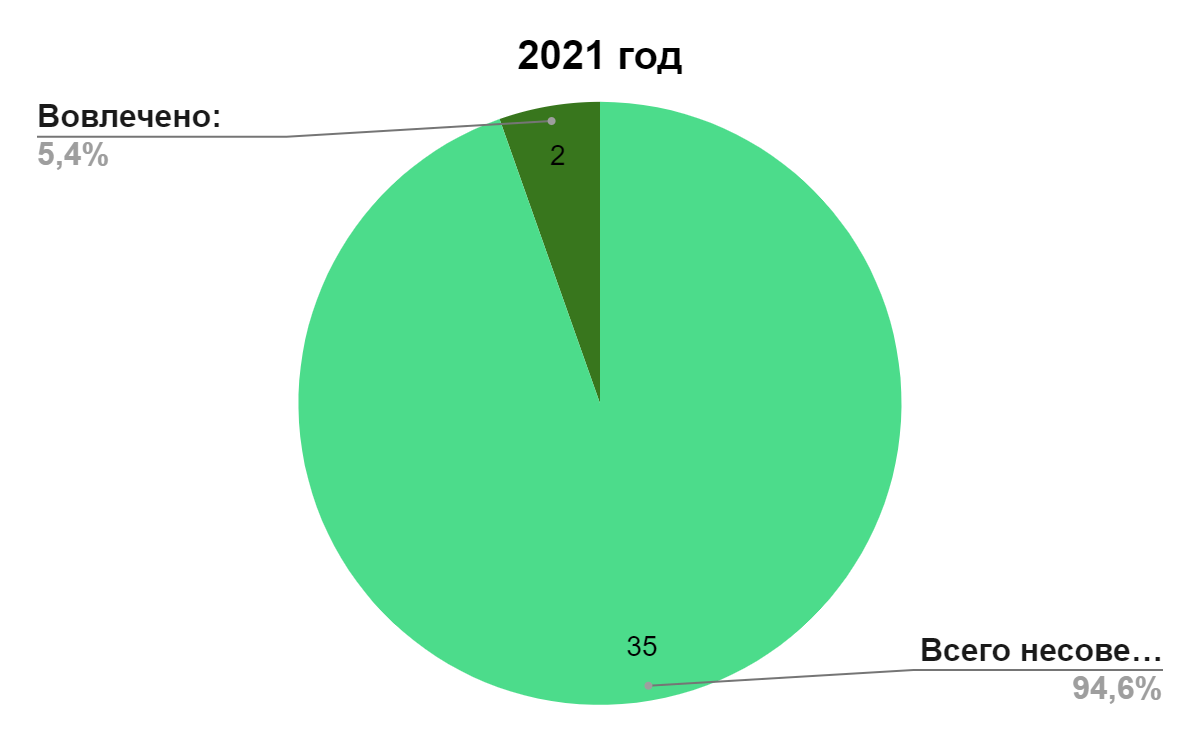 2021 год
Вовлечено:
5,4%
2
35
Всего несове…
94,6%